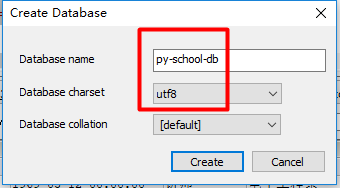 Create Database
Database name py-school-db
Database charset utf8
Database collation [default]
Create Cancel